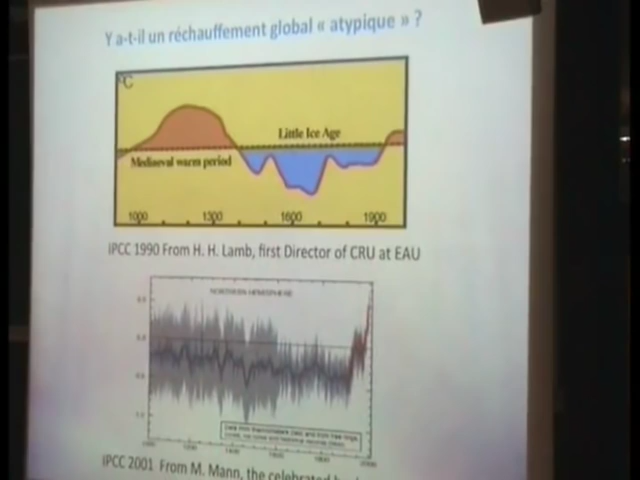 Y a-t-il un réchauffement global « atypique » ?
°C
Little Ice Age
Mediaeval warm period
1000 1300 1600 1900
IPCC 1990 From H. H. Lamb, first Director of CRU at EAU
NORTHERN HEMISPHERE
IPCC 2001 From M. Mann, the celebrated